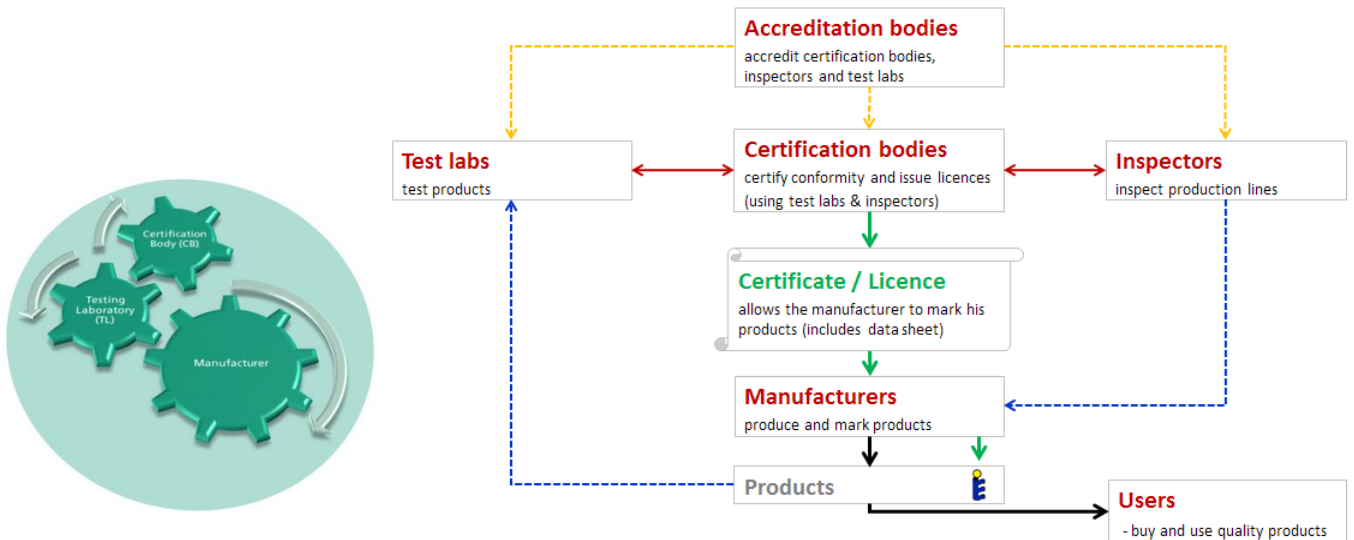 Certification
Body (CB)
Testing
Laboratory
(TL)
Manufacturer
Accreditation bodies
accredit certification bodies,
inspectors and test labs
Test labs
test products
Certification bodies
certify conformity and issue licences
(using test labs & inspectors)
Inspectors
inspect production lines
Certificate / Licence
allows the manufacturer to mark his
products (includes data sheet)
Manufacturers
produce and mark products
Products
Users
- buy and use quality products